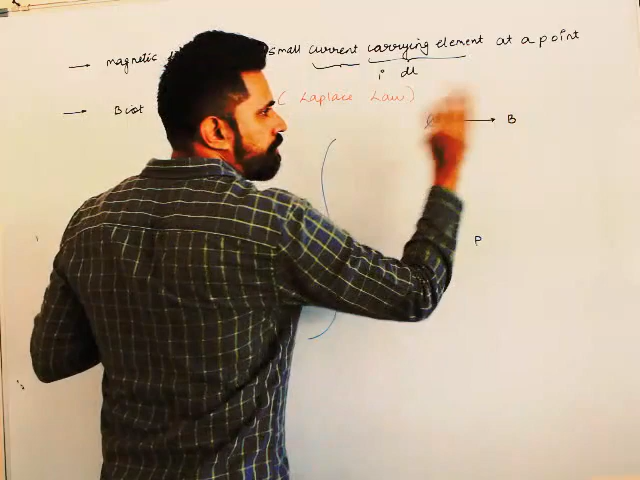 → magnetic small current carrying element at a point
i dl
→ Biot (Laplace Law)
→ B
P